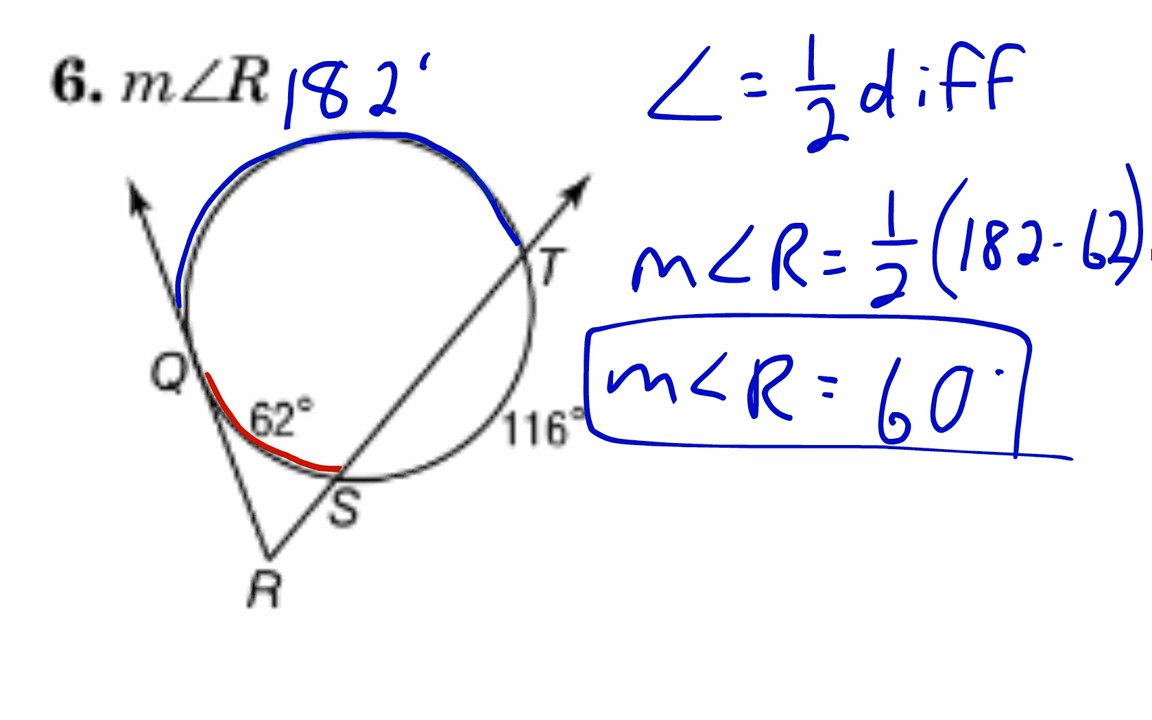 6. m∠R 182°
∠ = 1/2 diff
m∠R = 1/2 (182 - 62)
m∠R = 60°
T
Q
62°
116°
S
R